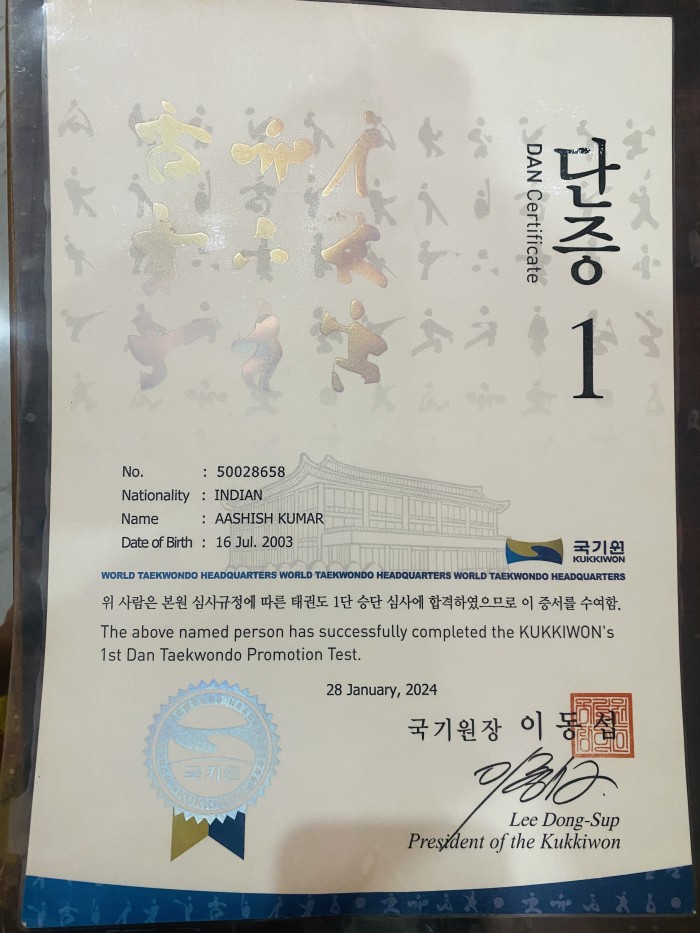 단증
DAN Certificate
1
No. : 50028658
Nationality : INDIAN
Name : AASHISH KUMAR
Date of Birth : 16 Jul. 2003
국기원
KUKKIWON
WORLD TAEKWONDO HEADQUARTERS WORLD TAEKWONDO HEADQUARTERS WORLD TAEKWONDO HEADQUARTERS
위 사람은 본원 심사규정에 따른 태권도 1단 승단 심사에 합격하였으므로 이 증서를 수여함.
The above named person has successfully completed the KUKKIWON's
1st Dan Taekwondo Promotion Test.
28 January, 2024
국기원장 이동섭
Lee Dong-Sup
President of the Kukkiwon
국기원
KUKKIWON